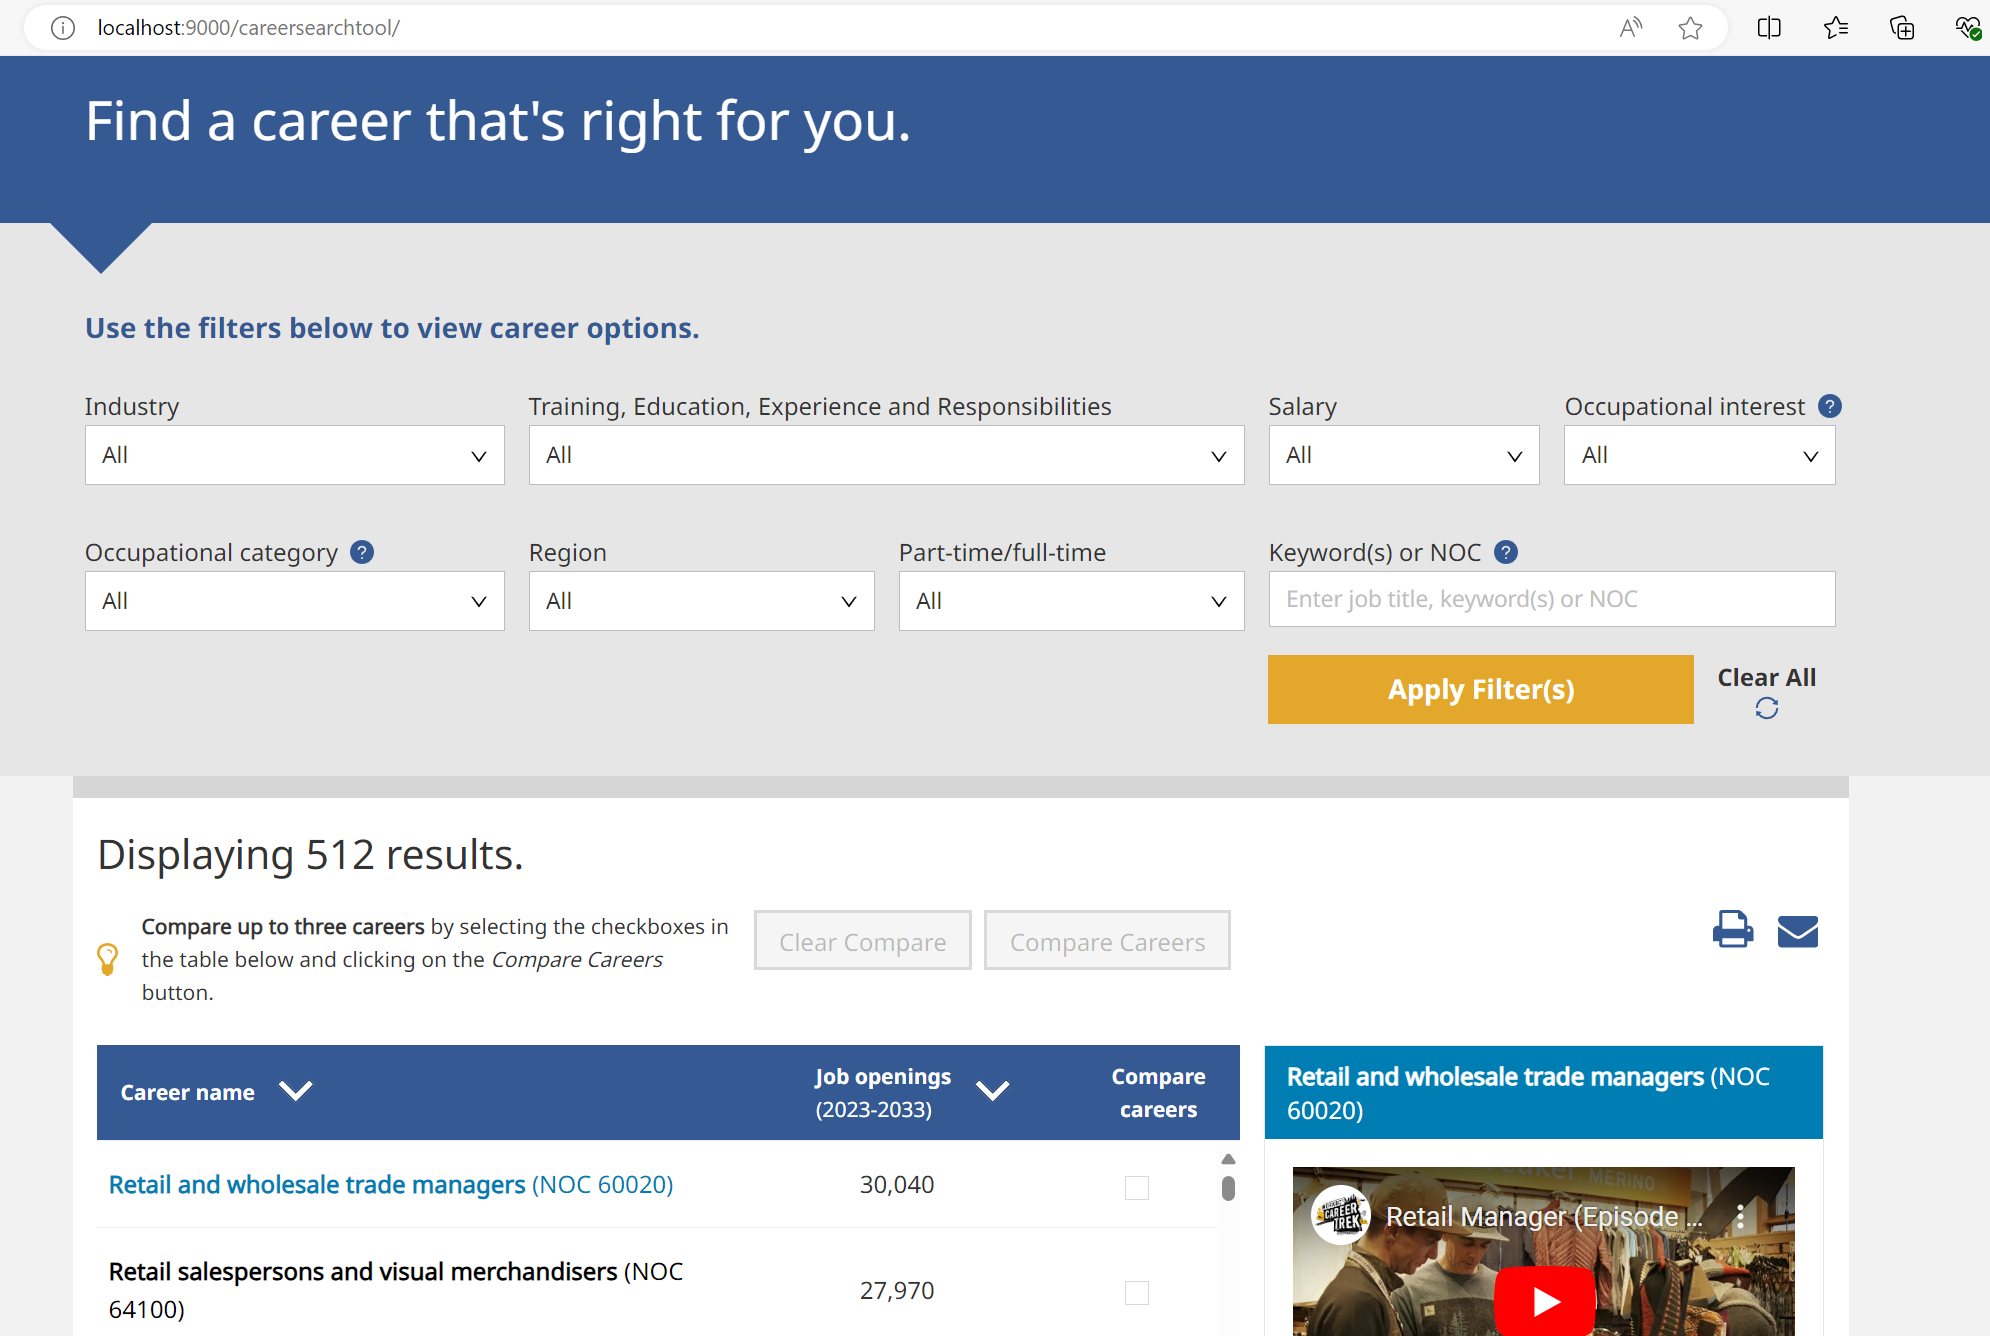 localhost:9000/careersearchtool/
Find a career that's right for you.
Use the filters below to view career options.
Industry
Training, Education, Experience and Responsibilities
Salary
Occupational interest ?
All
All
All
All
Occupational category ?
Region
Part-time/full-time
Keyword(s) or NOC ?
All
All
All
Enter job title, keyword(s) or NOC
Apply Filter(s)
Clear All
Displaying 512 results.
Compare up to three careers by selecting the checkboxes in
the table below and clicking on the Compare Careers
button.
Clear Compare
Compare Careers
Career name
Job openings
(2023-2033)
Compare
careers
Retail and wholesale trade managers (NOC 60020)
30,040
Retail salespersons and visual merchandisers (NOC
64100)
27,970
Retail and wholesale trade managers (NOC
60020)
MERINO
CAREER
TREK
Retail Manager (Episode ...